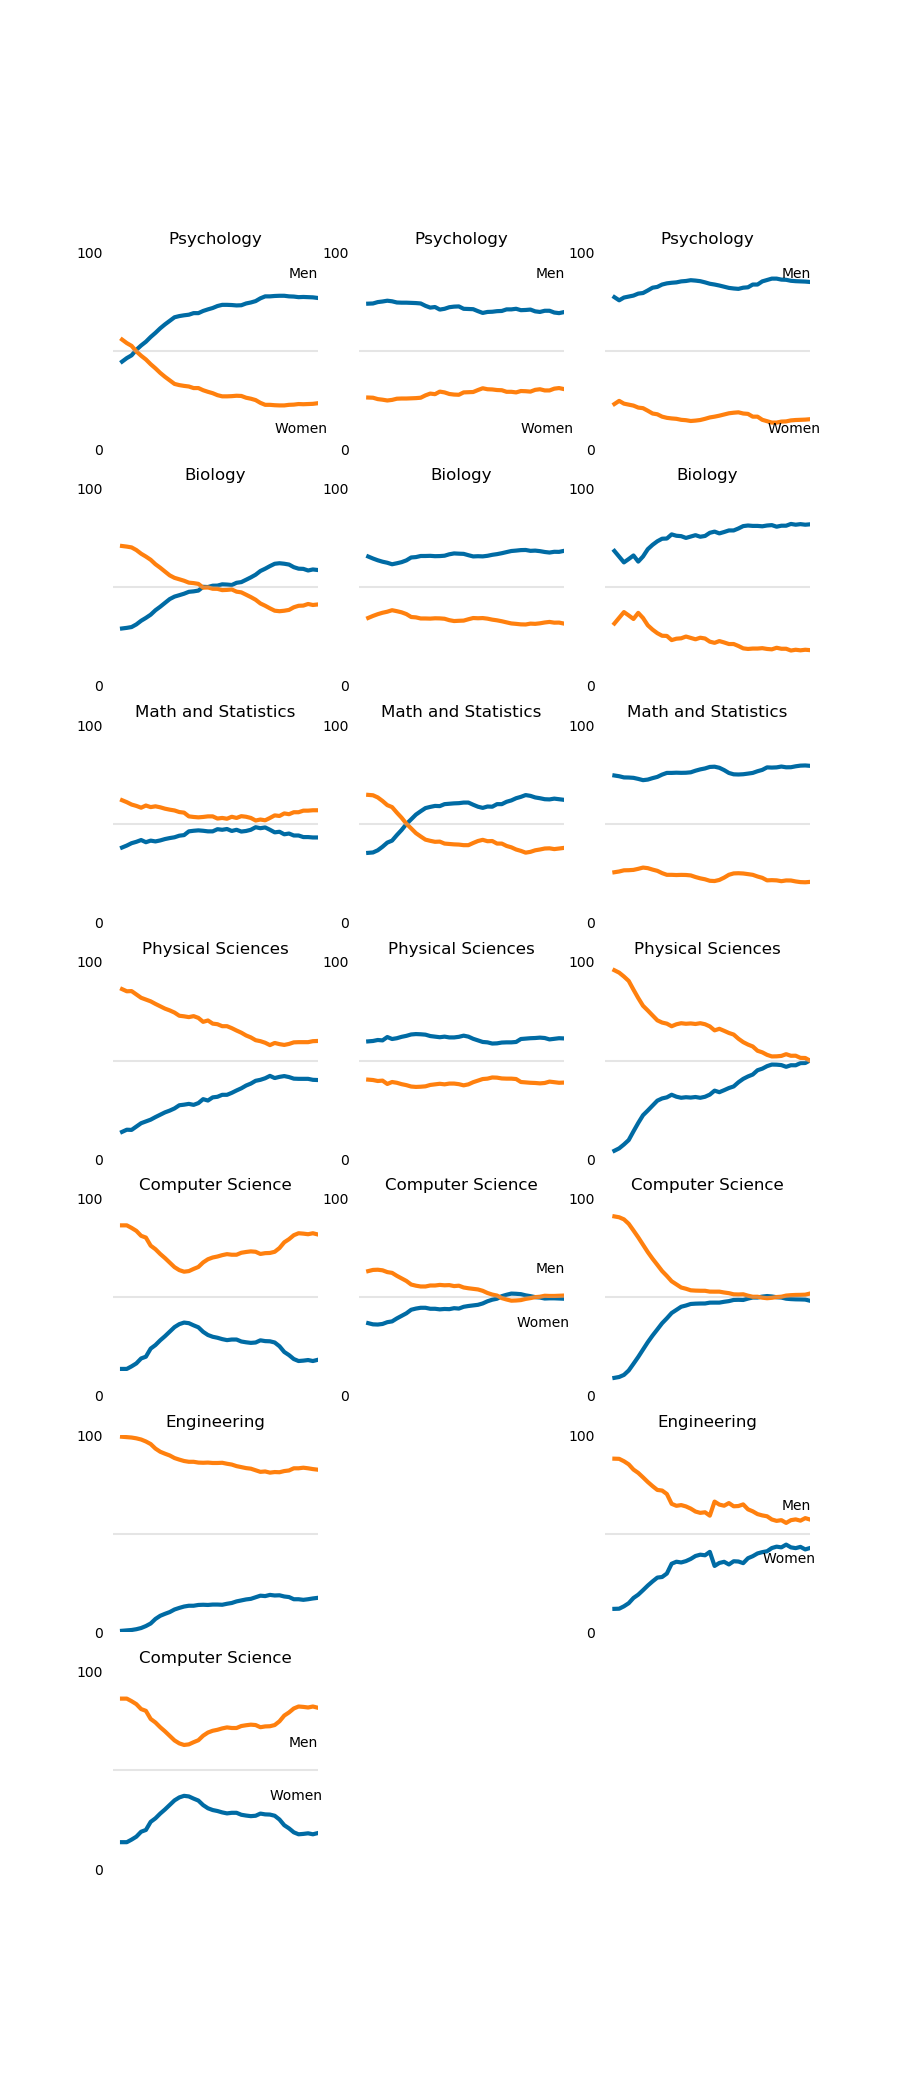 Psychology Psychology Psychology
100 100 100
Men Men Men
Women Women Women
0 0 0
Biology Biology Biology
100 100 100
0 0 0
Math and Statistics Math and Statistics Math and Statistics
100 100 100
0 0 0
Physical Sciences Physical Sciences Physical Sciences
100 100 100
0 0 0
Computer Science Computer Science Computer Science
100 100 100
Men
Women
0 0 0
Engineering Engineering
100 100
Men
Women
0 0
Computer Science
100
Men
Women
0